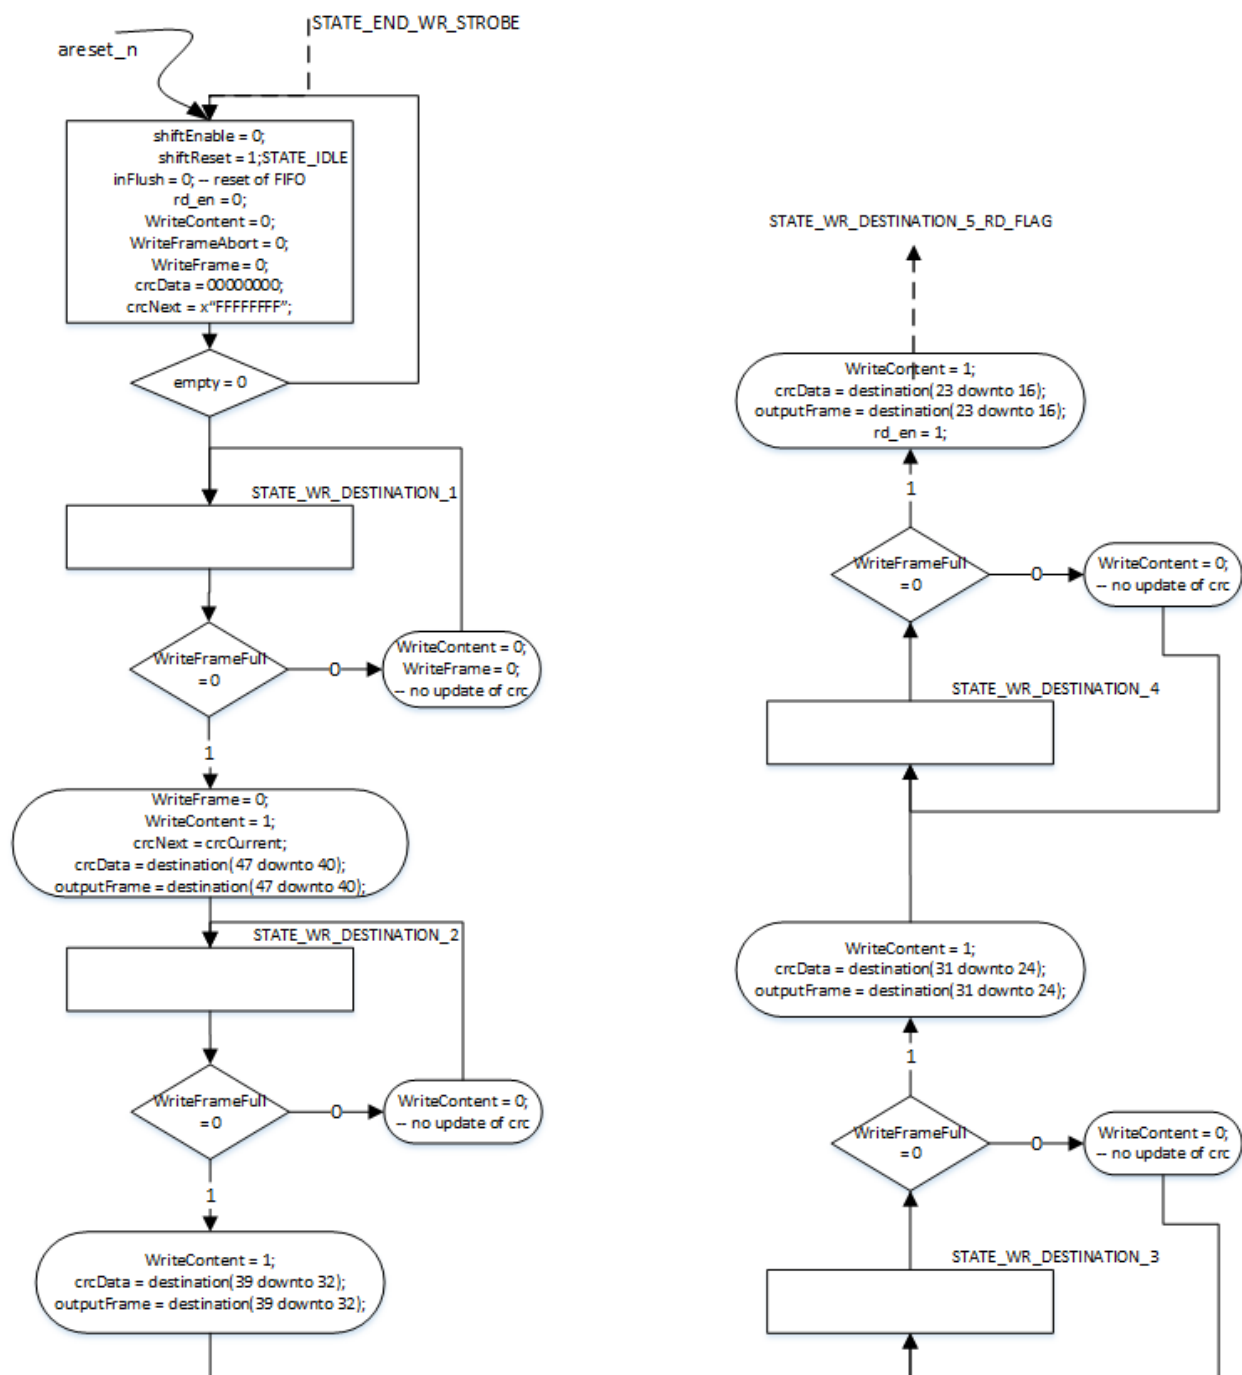 STATE_END_WR_STROBE
areset_n
shiftEnable = 0;
shiftReset = 1;STATE_IDLE
inFlush = 0; -- reset of FIFO
rd_en = 0;
WriteContent = 0;
WriteFrameAbort = 0;
WriteFrame = 0;
crcData = 00000000;
crcNext = x“FFFFFFFF”;
empty = 0
STATE_WR_DESTINATION_1
WriteFrameFull
= 0
0
WriteContent = 0;
WriteFrame = 0;
-- no update of crc
1
WriteFrame = 0;
WriteContent = 1;
crcNext = crcCurrent;
crcData = destination(47 downto 40);
outputFrame = destination(47 downto 40);
STATE_WR_DESTINATION_2
WriteFrameFull
= 0
0
WriteContent = 0;
-- no update of crc
1
WriteContent = 1;
crcData = destination(39 downto 32);
outputFrame = destination(39 downto 32);
STATE_WR_DESTINATION_5_RD_FLAG
WriteContent = 1;
crcData = destination(23 downto 16);
outputFrame = destination(23 downto 16);
rd_en = 1;
1
WriteFrameFull
= 0
0
WriteContent = 0;
-- no update of crc
STATE_WR_DESTINATION_4
WriteContent = 1;
crcData = destination(31 downto 24);
outputFrame = destination(31 downto 24);
1
WriteFrameFull
= 0
0
WriteContent = 0;
-- no update of crc
STATE_WR_DESTINATION_3